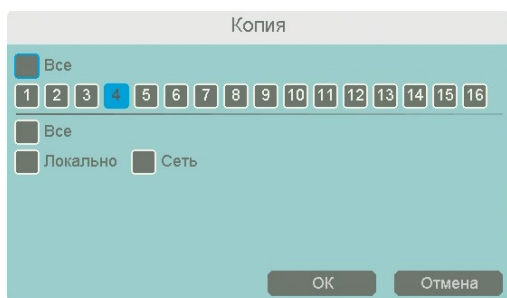 Копия
Все
1 2 3 4 5 6 7 8 9 10 11 12 13 14 15 16
Все
Локально Сеть
ОК Отмена